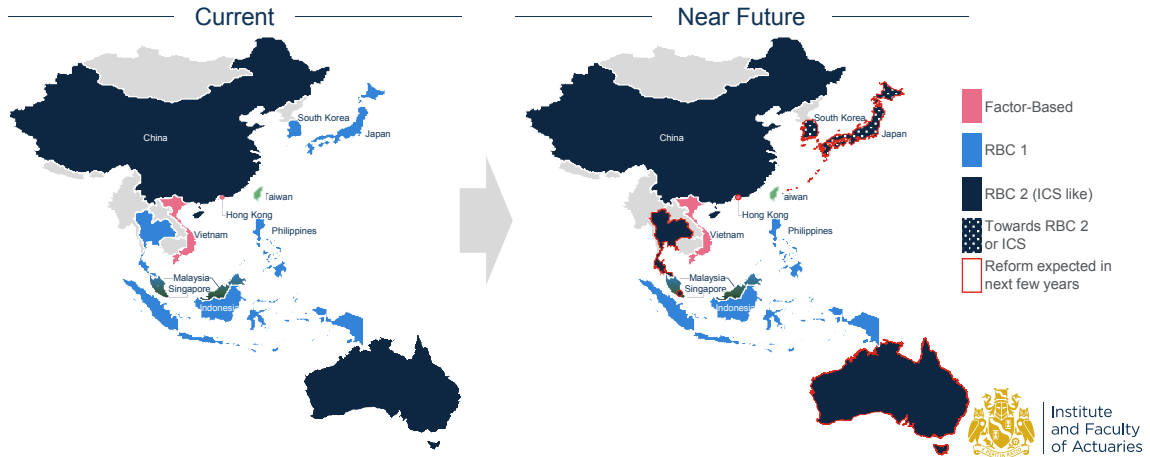 Current
China
South Korea
Japan
Taiwan
Hong Kong
Vietnam
Philippines
Malaysia
Singapore
Indonesia
Near Future
China
South Korea
Japan
Taiwan
Hong Kong
Vietnam
Philippines
Malaysia
Singapore
Indonesia
Factor-Based
RBC 1
RBC 2 (ICS like)
Towards RBC 2
or ICS
Reform expected in
next few years
Institute
and Faculty
of Actuaries